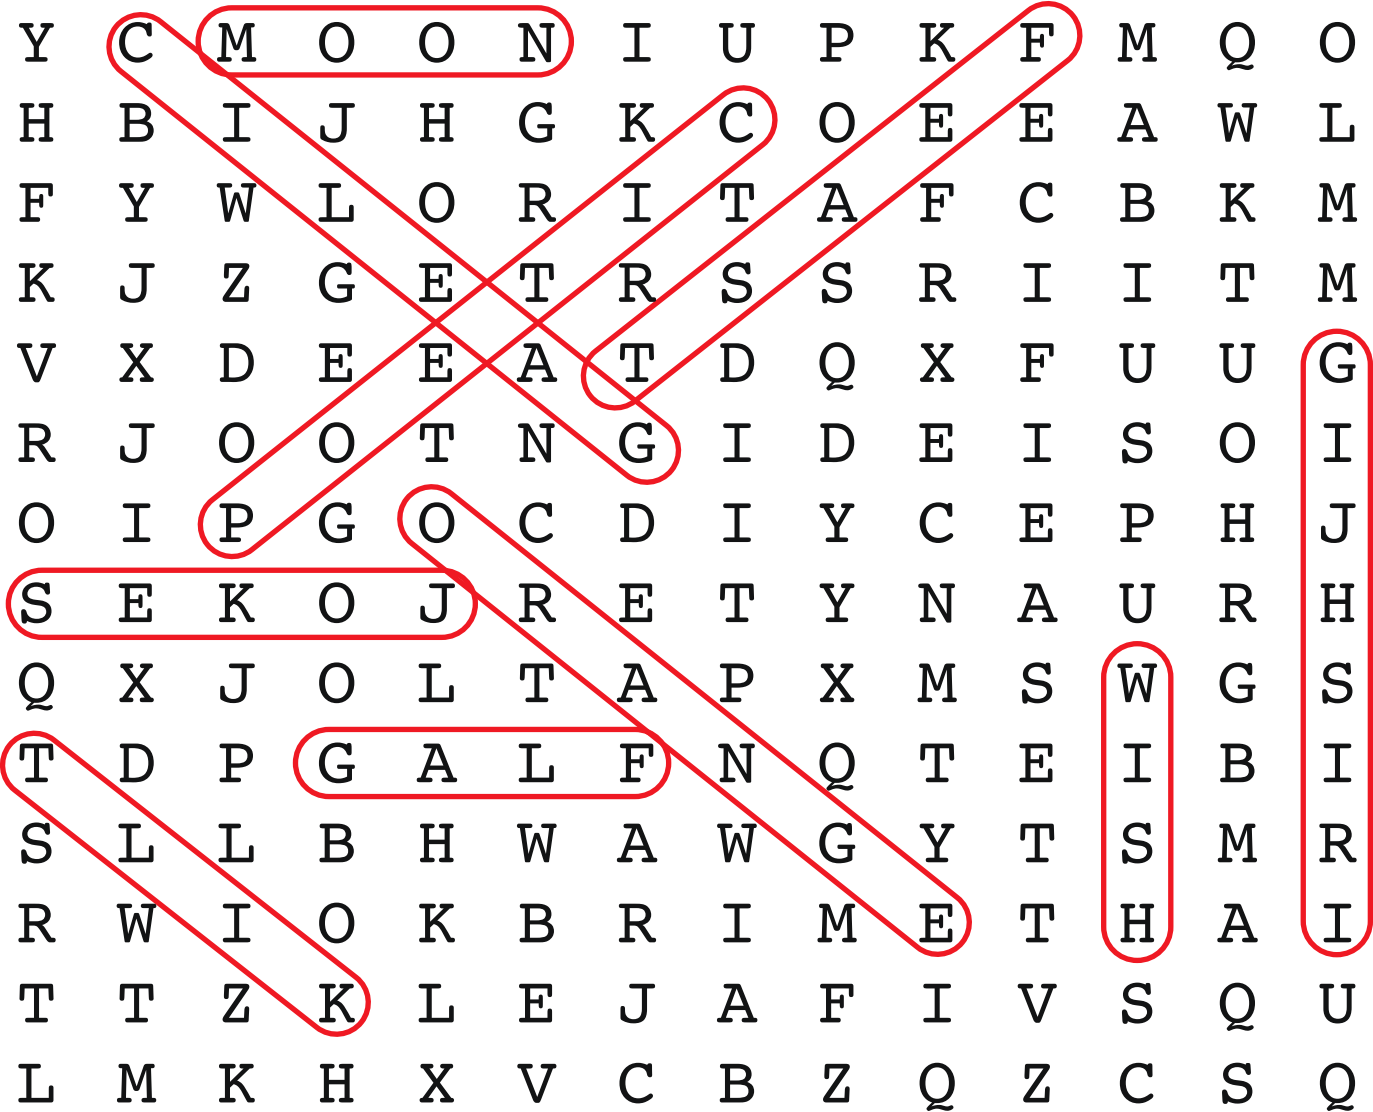 Y C M O O N I U P K F M Q O
H B I J H G K C O E E A W L
F Y W L O R I T A F C B K M
K J Z G E T R S S R I I T M
V X D E E A T D Q X F U U G
R J O O T N G I D E I S O I
O I P G O C D I Y C E P H J
S E K O J R E T Y N A U R H
Q X J O L T A P X M S W G S
T D P G A L F N Q T E I B I
S L L B H W A W G Y T S M R
R W I O K B R I M E T H A I
T T Z K L E J A F I V S Q U
L M K H X V C B Z Q Z C S Q